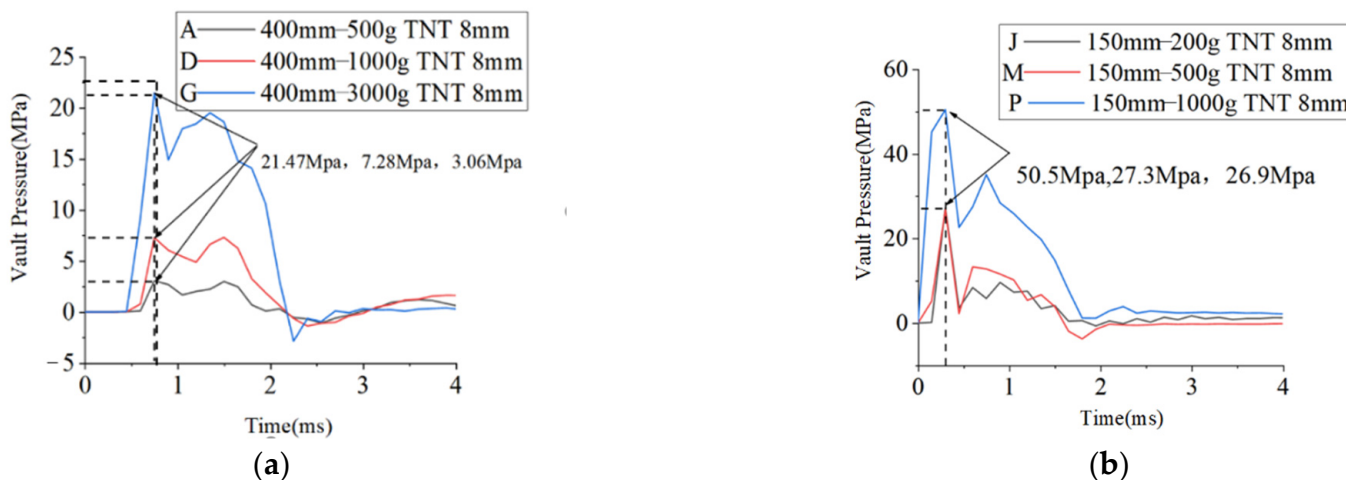 A 400mm–500g TNT 8mm
D 400mm–1000g TNT 8mm
G 400mm–3000g TNT 8mm
25
20
15
10
5
0
−5
Vault Pressure(MPa)
21.47Mpa，7.28Mpa，3.06Mpa
0 1 2 3 4
Time(ms)
(a)
J 150mm–200g TNT 8mm
M 150mm–500g TNT 8mm
P 150mm–1000g TNT 8mm
60
40
20
0
Vault Pressure(MPa)
50.5Mpa,27.3Mpa，26.9Mpa
0 1 2 3 4
Time(ms)
(b)